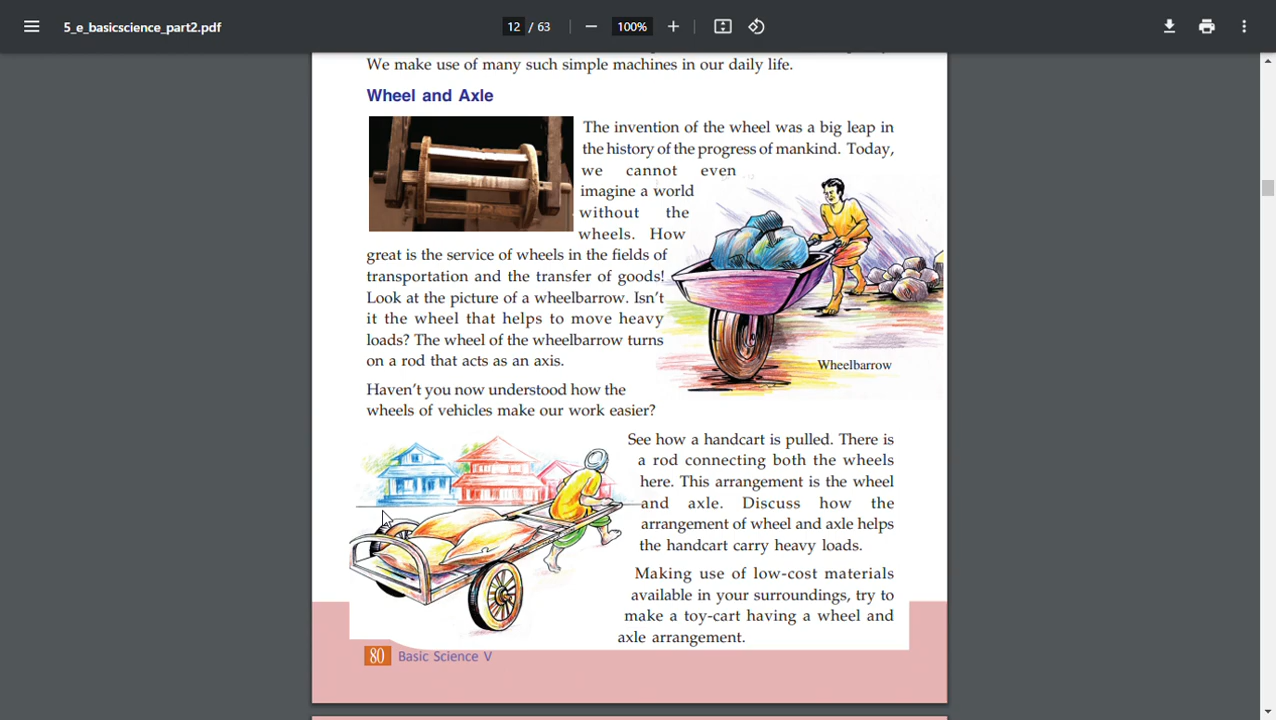 5_e_basicscience_part2.pdf
12 / 63
100%
We make use of many such simple machines in our daily life.
Wheel and Axle
The invention of the wheel was a big leap in
the history of the progress of mankind. Today,
we cannot even
imagine a world
without the
wheels. How
great is the service of wheels in the fields of
transportation and the transfer of goods!
Look at the picture of a wheelbarrow. Isn't
it the wheel that helps to move heavy
loads? The wheel of the wheelbarrow turns
on a rod that acts as an axis.
Wheelbarrow
Haven't you now understood how the
wheels of vehicles make our work easier?
See how a handcart is pulled. There is
a rod connecting both the wheels
here. This arrangement is the wheel
and axle. Discuss how the
arrangement of wheel and axle helps
the handcart carry heavy loads.
Making use of low-cost materials
available in your surroundings, try to
make a toy-cart having a wheel and
axle arrangement.
80 Basic Science V